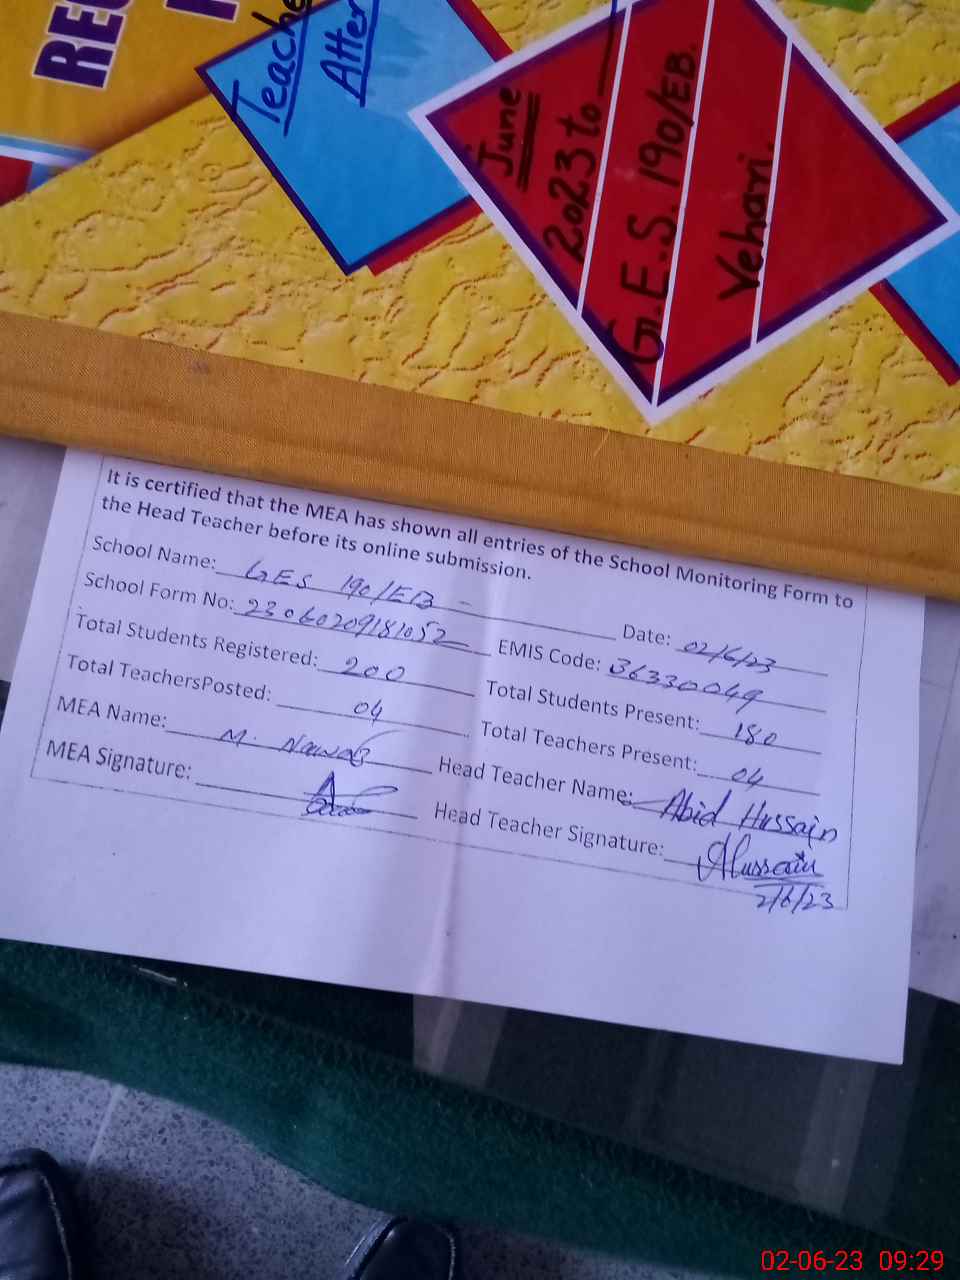 REG
Teache
Atten
June
2023 to
G.E.S. 190/EB.
Vehari.
It is certified that the MEA has shown all entries of the School Monitoring Form to
the Head Teacher before its online submission.
School Name: GES 190/EB - Date: 02/6/23
School Form No: 23060209181052 EMIS Code: 36330049
Total Students Registered: 200 Total Students Present: 180
Total TeachersPosted: 04 Total Teachers Present: 04
MEA Name: M. Head Teacher Name: Abid Hussain
MEA Signature: Head Teacher Signature: AHussain
2/6/23
02-06-23 09:29